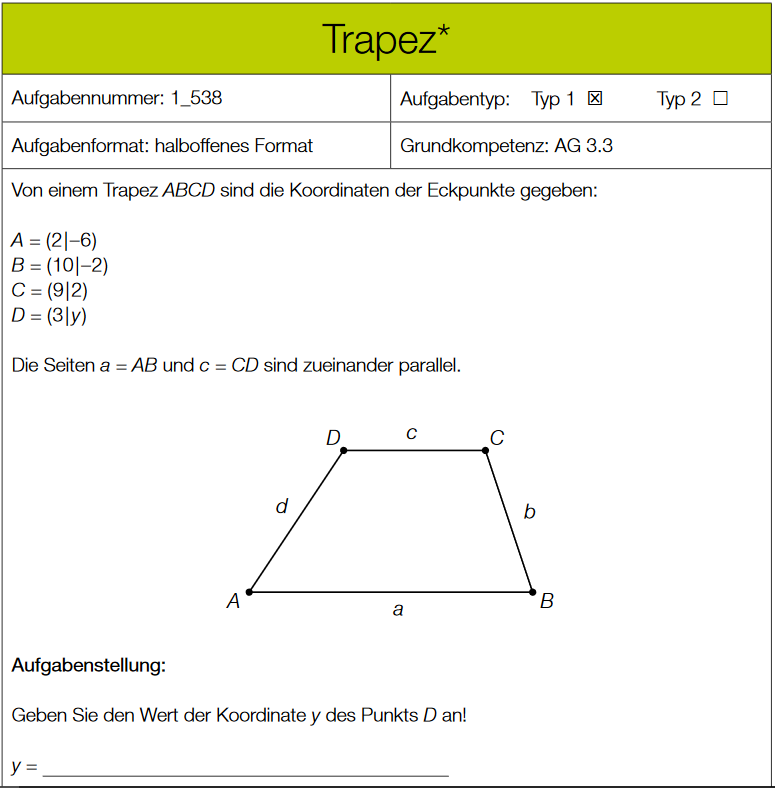 Trapez*
Aufgabennummer: 1_538
Aufgabentyp: Typ 1 ☒ Typ 2 ☐
Aufgabenformat: halboffenes Format
Grundkompetenz: AG 3.3
Von einem Trapez ABCD sind die Koordinaten der Eckpunkte gegeben:
A = (2|–6)
B = (10|–2)
C = (9|2)
D = (3|y)
Die Seiten a = AB und c = CD sind zueinander parallel.
D c C
d b
A a B
Aufgabenstellung:
Geben Sie den Wert der Koordinate y des Punkts D an!
y =